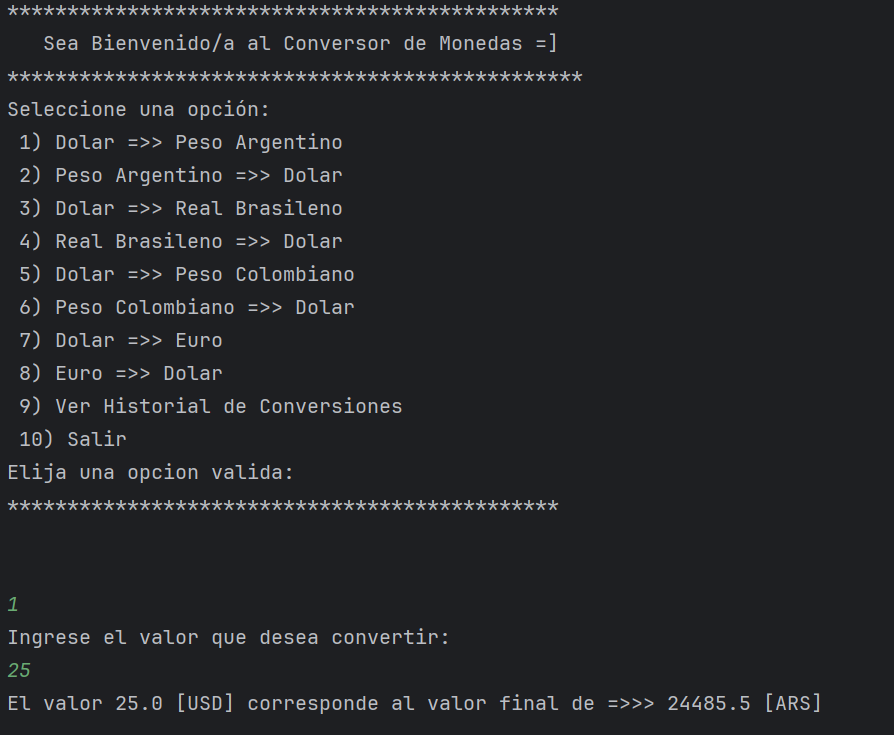 **********************************************
   Sea Bienvenido/a al Conversor de Monedas =]
************************************************
Seleccione una opción:
 1) Dolar =>> Peso Argentino
 2) Peso Argentino =>> Dolar
 3) Dolar =>> Real Brasileno
 4) Real Brasileno =>> Dolar
 5) Dolar =>> Peso Colombiano
 6) Peso Colombiano =>> Dolar
 7) Dolar =>> Euro
 8) Euro =>> Dolar
 9) Ver Historial de Conversiones
 10) Salir
Elija una opcion valida:
**********************************************
1
Ingrese el valor que desea convertir:
25
El valor 25.0 [USD] corresponde al valor final de =>>> 24485.5 [ARS]